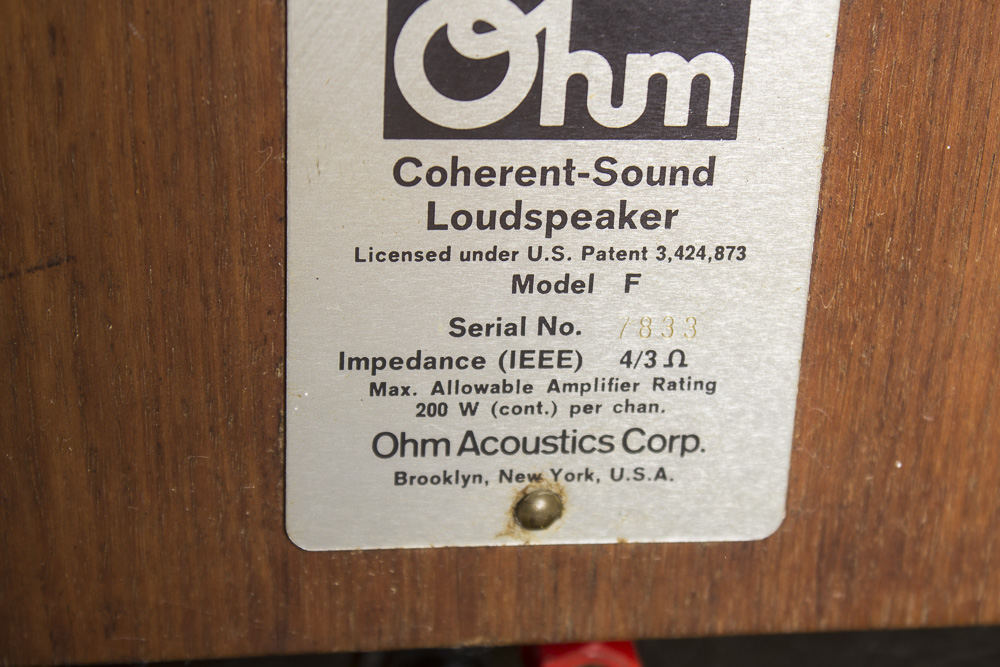 Ohm
Coherent-Sound
Loudspeaker
Licensed under U.S. Patent 3,424,873
Model F
Serial No. 7833
Impedance (IEEE) 4/3 Ω
Max. Allowable Amplifier Rating
200 W (cont.) per chan.
Ohm Acoustics Corp.
Brooklyn, New York, U.S.A.